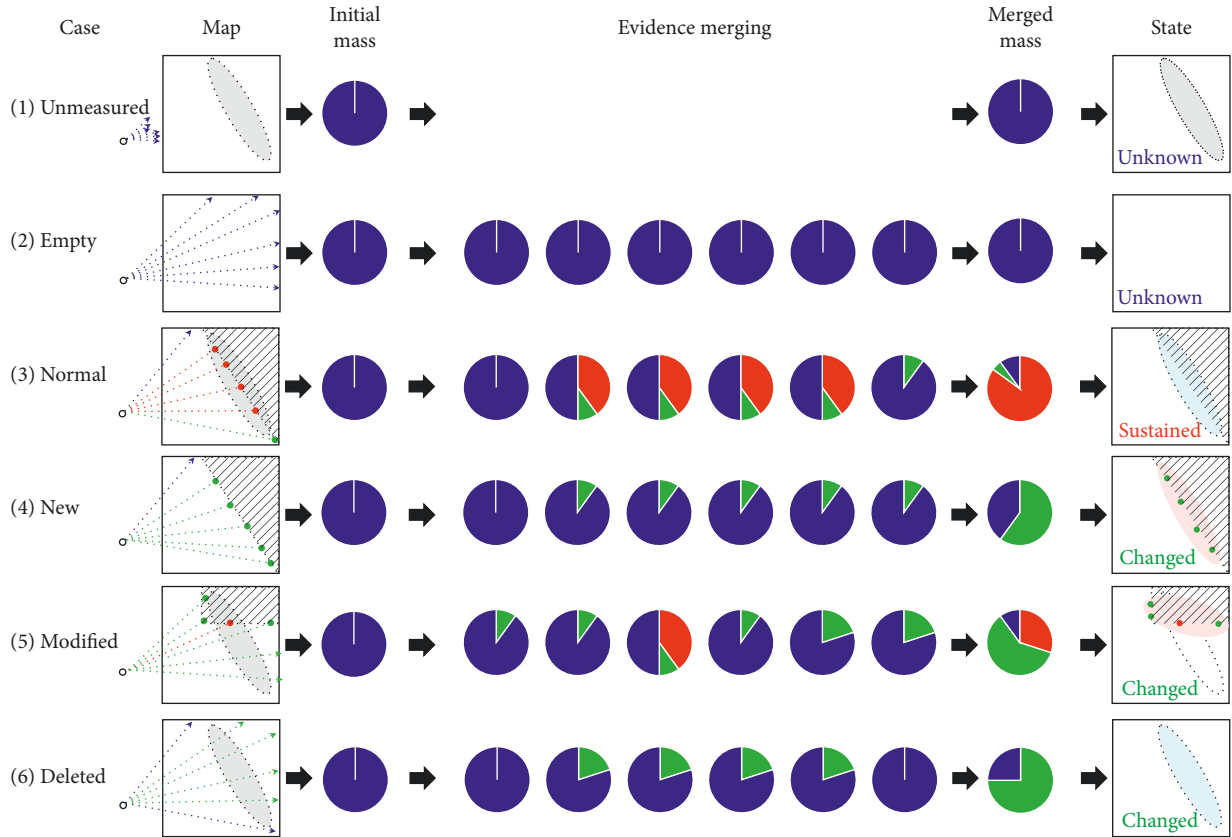 Case
Map
Initial
mass
Evidence merging
Merged
mass
State
(1) Unmeasured
Unknown
(2) Empty
Unknown
(3) Normal
Sustained
(4) New
Changed
(5) Modified
Changed
(6) Deleted
Changed